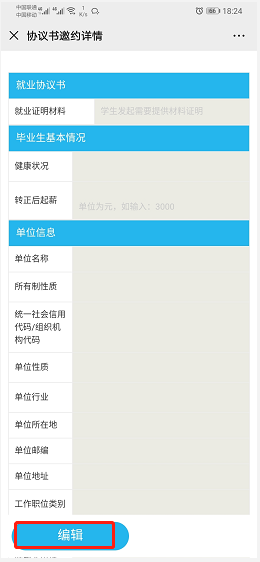 中国联通
中国移动
1
K/s
62
18:24
协议书邀约详情
就业协议书
就业证明材料
学生发起需要提供材料证明
毕业生基本情况
健康状况
转正后起薪
单位为元，如输入：3000
单位信息
单位名称
所有制性质
统一社会信用
代码/组织机
构代码
单位性质
单位行业
单位所在地
单位邮编
单位地址
工作职位类别
编辑